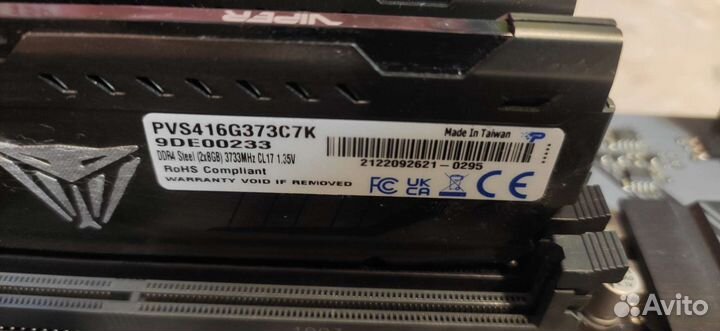 VIPER
PVS416G373C7K
9DE00233
DDR4 Steel (2x8GB) 3733MHz CL17 1.35V
RoHS Compliant
WARRANTY VOID IF REMOVED
Made In Taiwan
2122092621-0295
FC UK CA CE
Avito